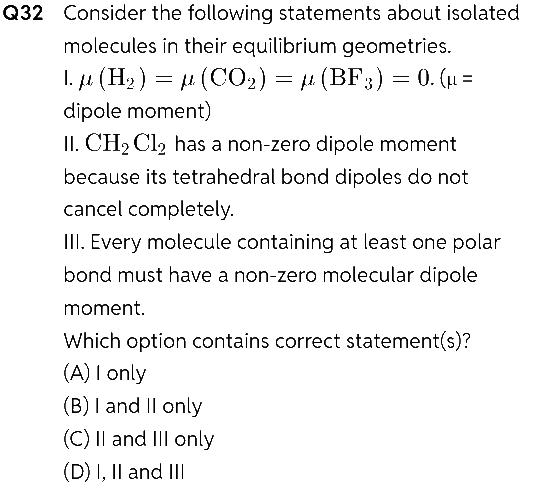 Q32 Consider the following statements about isolated
molecules in their equilibrium geometries.
I. μ (H₂) = μ (CO₂) = μ (BF₃) = 0. (μ =
dipole moment)
II. CH₂ Cl₂ has a non-zero dipole moment
because its tetrahedral bond dipoles do not
cancel completely.
III. Every molecule containing at least one polar
bond must have a non-zero molecular dipole
moment.
Which option contains correct statement(s)?
(A) I only
(B) I and II only
(C) II and III only
(D) I, II and III